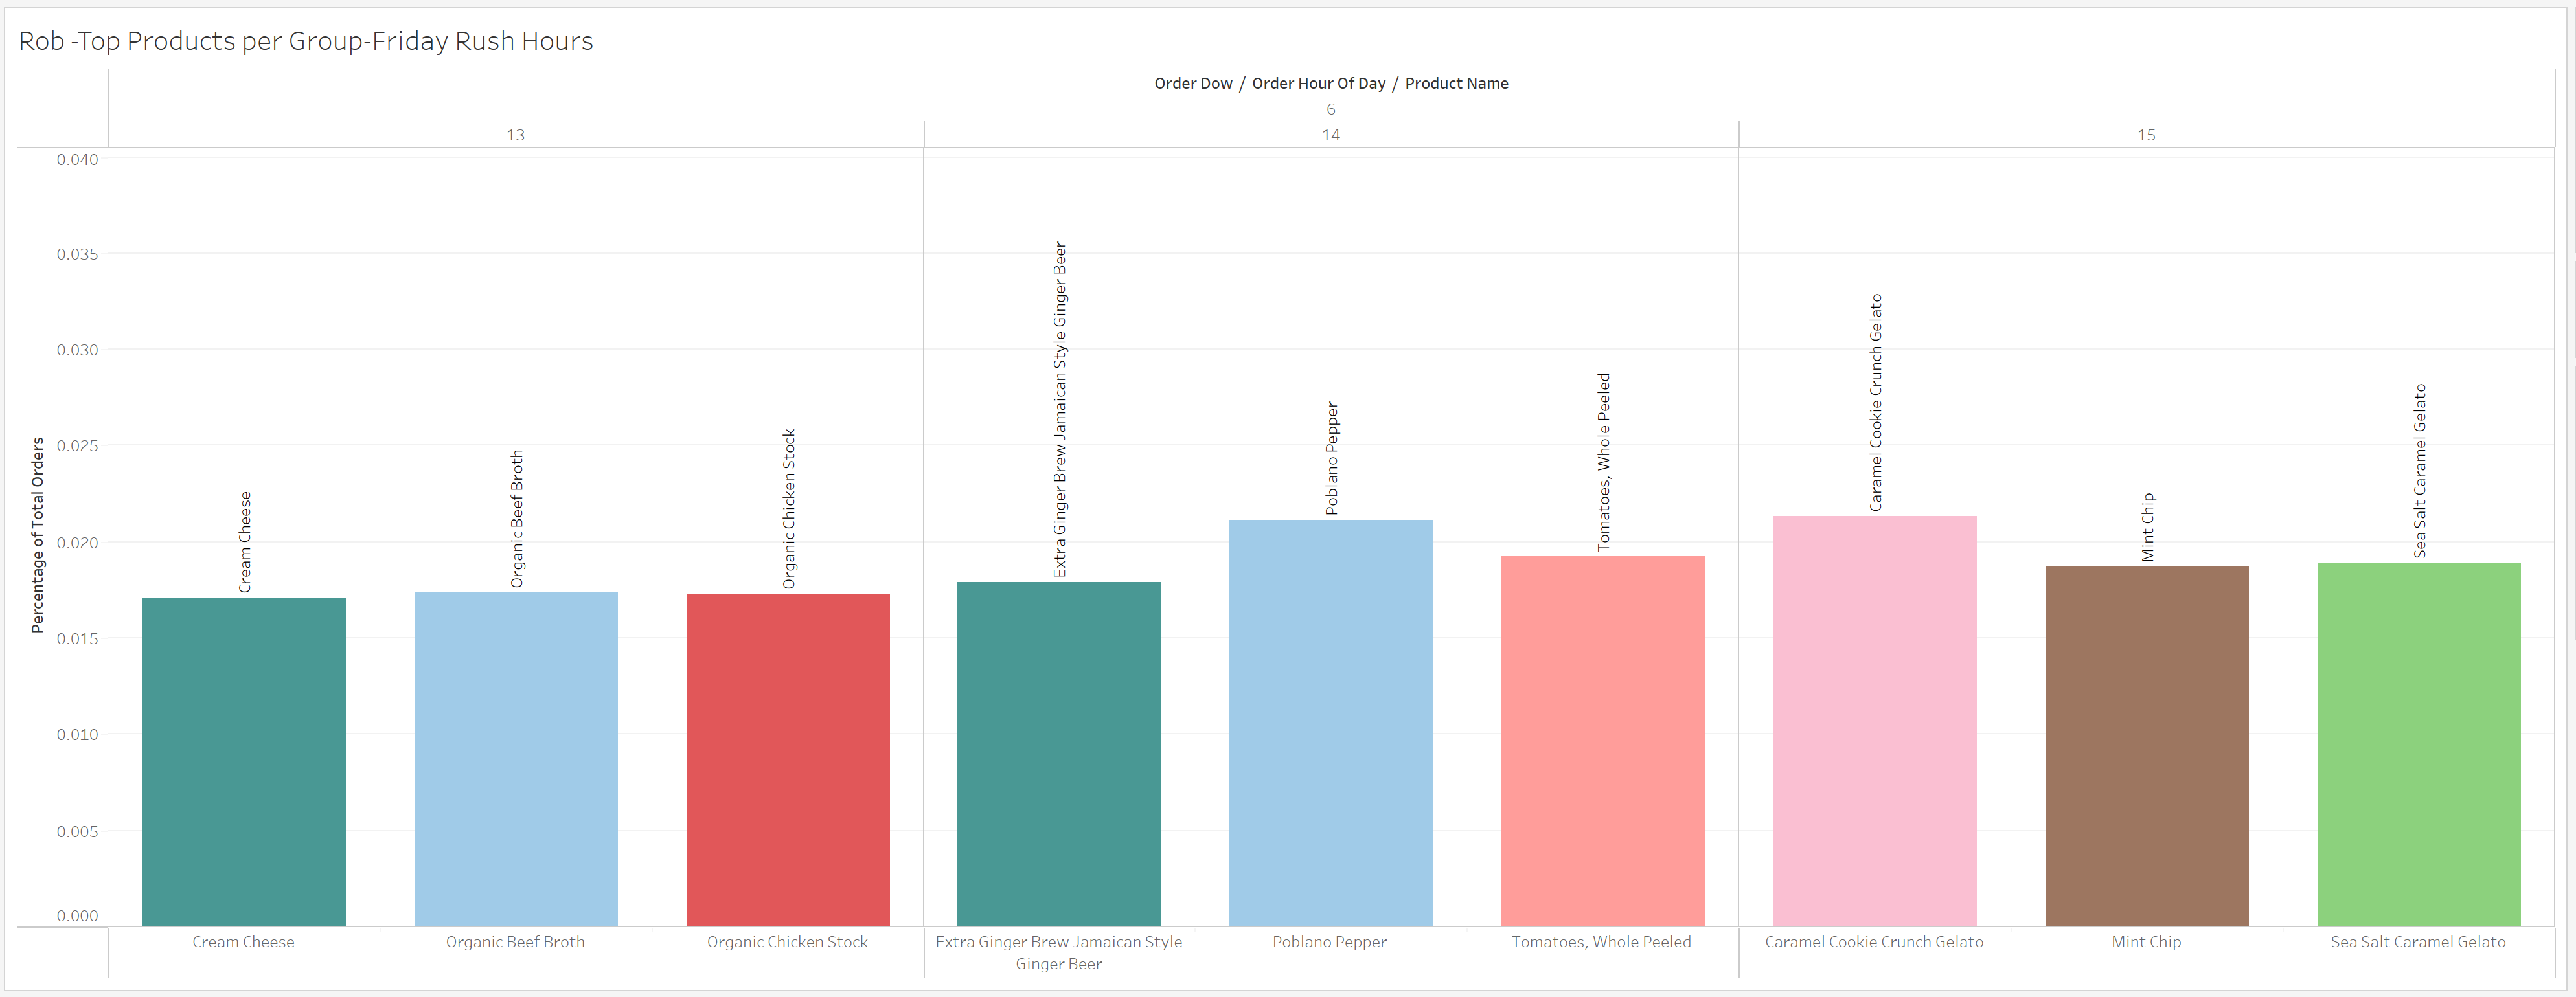 Rob -Top Products per Group-Friday Rush Hours
Order Dow / Order Hour Of Day / Product Name
6
13
14
15
Percentage of Total Orders
0.040
0.035
0.030
0.025
0.020
0.015
0.010
0.005
0.000
Cream Cheese
Organic Beef Broth
Organic Chicken Stock
Extra Ginger Brew Jamaican Style Ginger Beer
Poblano Pepper
Tomatoes, Whole Peeled
Caramel Cookie Crunch Gelato
Mint Chip
Sea Salt Caramel Gelato
Cream Cheese
Organic Beef Broth
Organic Chicken Stock
Extra Ginger Brew Jamaican Style
Ginger Beer
Poblano Pepper
Tomatoes, Whole Peeled
Caramel Cookie Crunch Gelato
Mint Chip
Sea Salt Caramel Gelato